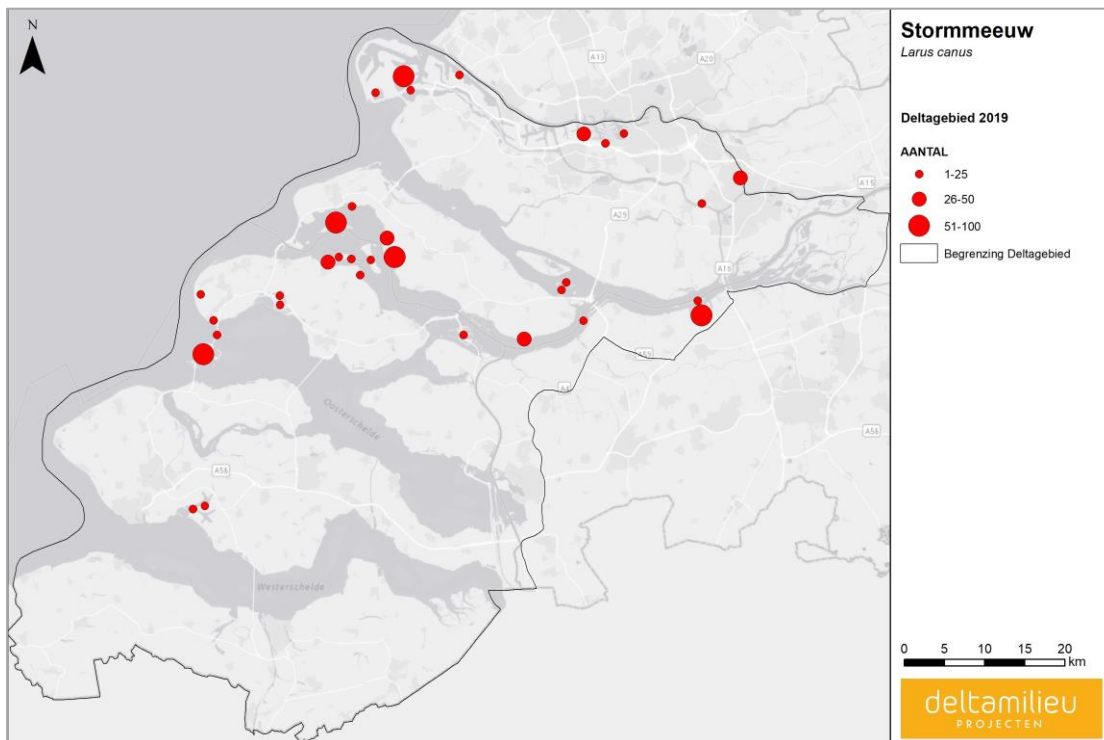 Stormmeeuw
Larus canus
Deltagebied 2019
AANTAL
1-25
26-50
51-100
Begrenzing Deltagebied
0 5 10 15 20
km
deltamilieu
PROJECTEN
N
A13
A20
A15
A29
A16
A59
A4
A58
Oosterschelde
A58
Westerschelde